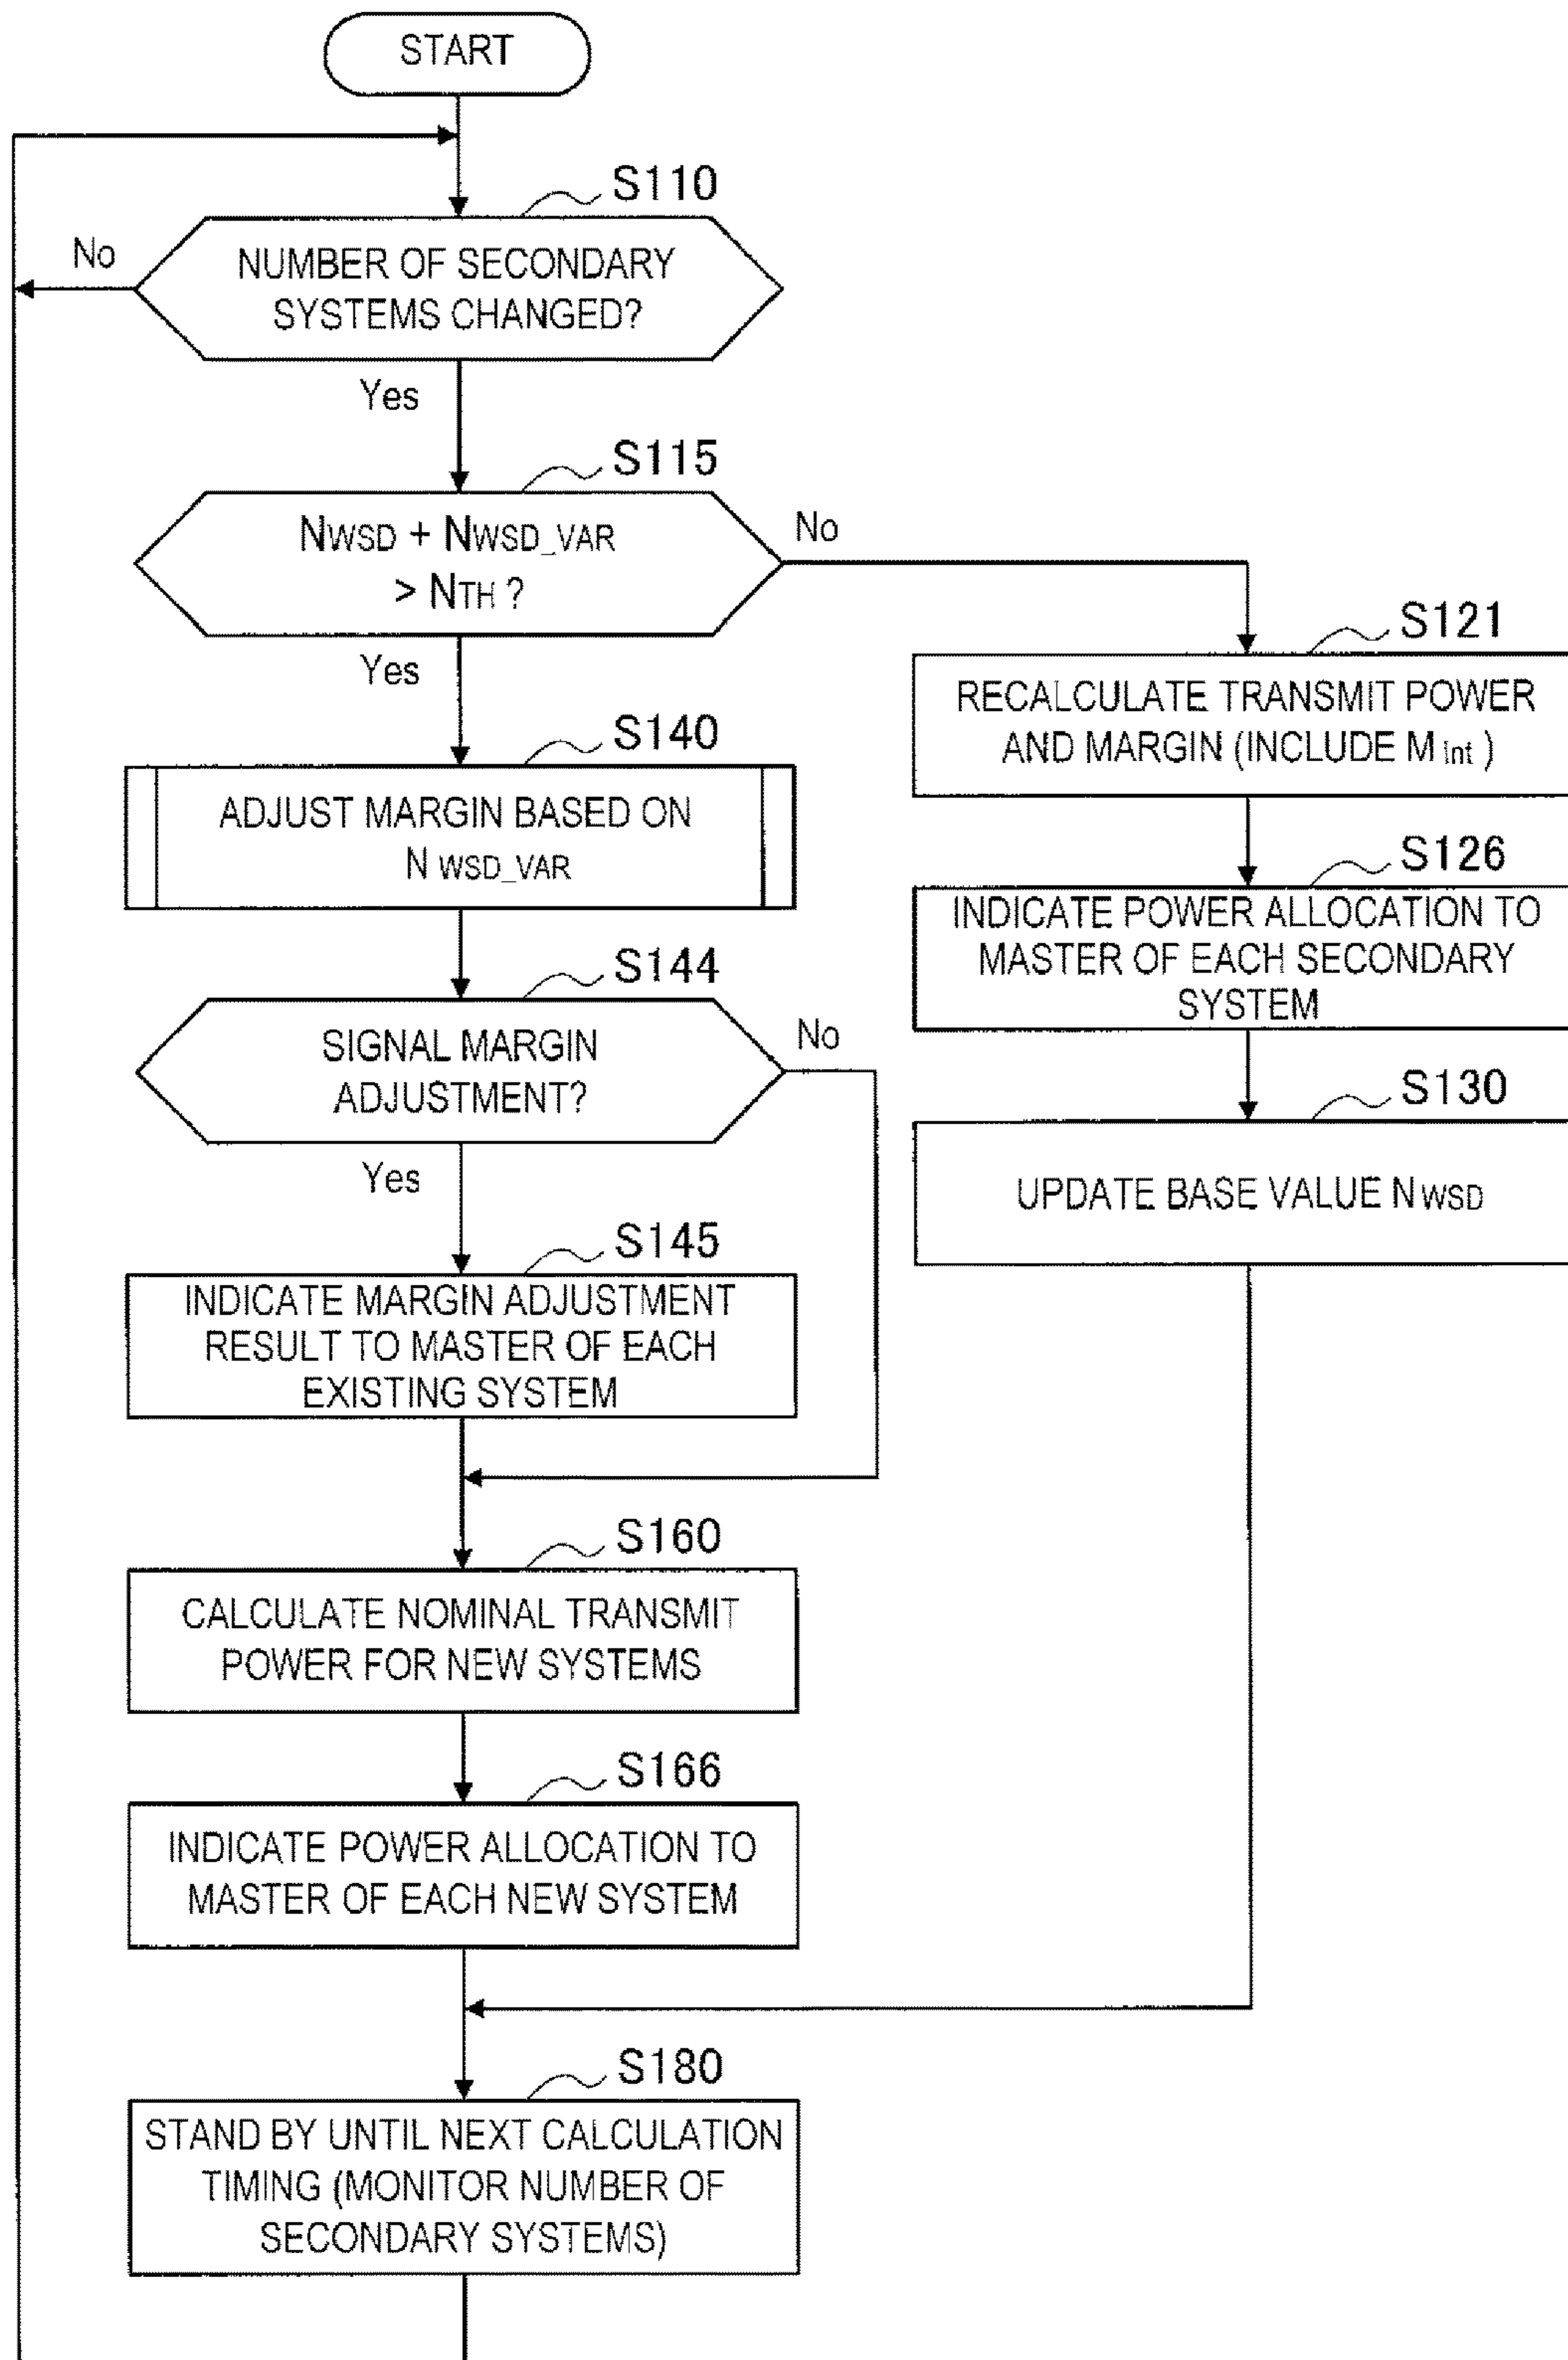 START
S110
No
NUMBER OF SECONDARY
SYSTEMS CHANGED?
Yes
S115
NWSD + NWSD_VAR
> NTH ?
No
Yes
S121
RECALCULATE TRANSMIT POWER
AND MARGIN (INCLUDE Mint )
S140
ADJUST MARGIN BASED ON
N WSD_VAR
S126
INDICATE POWER ALLOCATION TO
MASTER OF EACH SECONDARY
SYSTEM
S144
SIGNAL MARGIN
ADJUSTMENT?
No
Yes
S130
UPDATE BASE VALUE NWSD
S145
INDICATE MARGIN ADJUSTMENT
RESULT TO MASTER OF EACH
EXISTING SYSTEM
S160
CALCULATE NOMINAL TRANSMIT
POWER FOR NEW SYSTEMS
S166
INDICATE POWER ALLOCATION TO
MASTER OF EACH NEW SYSTEM
S180
STAND BY UNTIL NEXT CALCULATION
TIMING (MONITOR NUMBER OF
SECONDARY SYSTEMS)